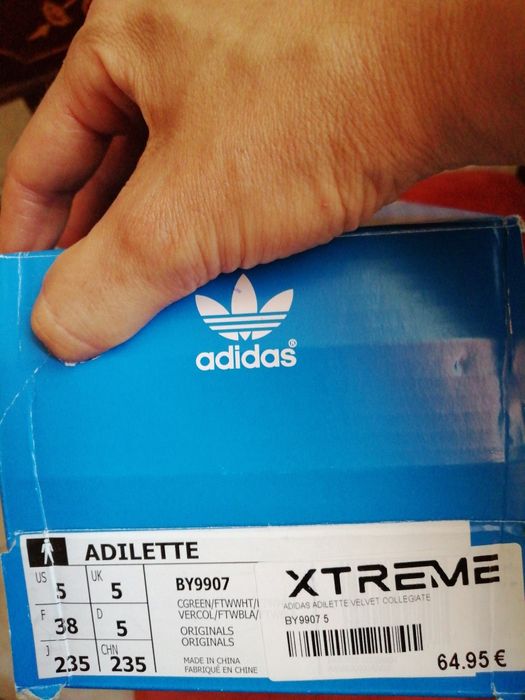 adidas®
ADILETTE
US 5 UK 5
F 38 D 5
J 235 CHN 235
BY9907
CGREEN/FTWWHT/
VERCOL/FTWBLA/
ORIGINALS
ORIGINALS
MADE IN CHINA
FABRIQUÉ EN CHINE
XTREME
ADIDAS ADILETTE VELVET COLLEGIATE
BY9907 5
64.95 €